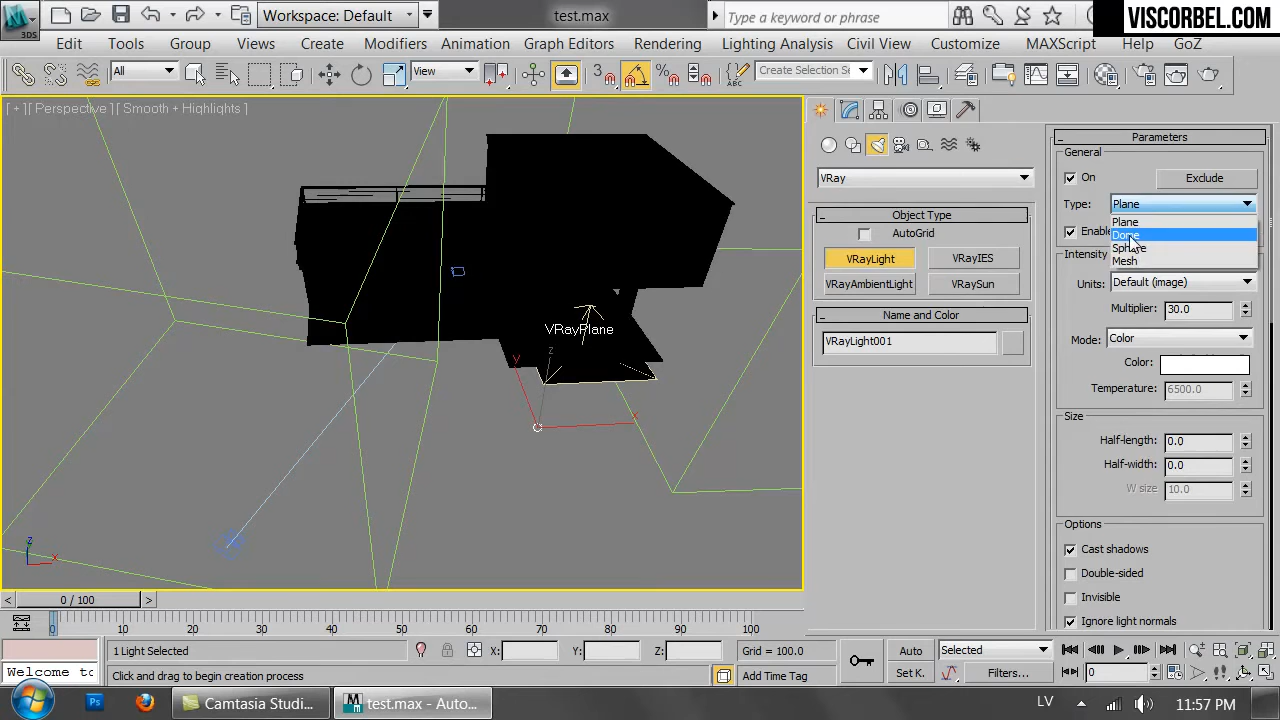 3DS
Workspace: Default
test.max
Type a keyword or phrase
VISCORBEL.COM
Edit Tools Group Views Create Modifiers Animation Graph Editors Rendering Lighting Analysis Civil View Customize MAXScript Help GoZ
All
View
3
Create Selection Se
[ + ][ Perspective ][ Smooth + Highlights ]
VRayPlane
z
y
x
z
x
VRay
Object Type
AutoGrid
VRayLight VRayIES
VRayAmbientLight VRaySun
Name and Color
VRayLight001
Parameters
General
On Exclude
Type: Plane
Plane
Dome
Sphere
Mesh
Intensity
Units: Default (image)
Multiplier: 30.0
Mode: Color
Color:
Temperature: 6500.0
Size
Half-length: 0.0
Half-width: 0.0
W size 10.0
Options
Cast shadows
Double-sided
Invisible
Ignore light normals
< 0 / 100 >
0 10 20 30 40 50 60 70 80 90 100
1 Light Selected X: Y: Z: Grid = 100.0
Auto Selected
Welcome to
Click and drag to begin creation process
Add Time Tag
Set K. Filters... 0
Ps
Camtasia Studi...
test.max - Auto...
LV
11:57 PM